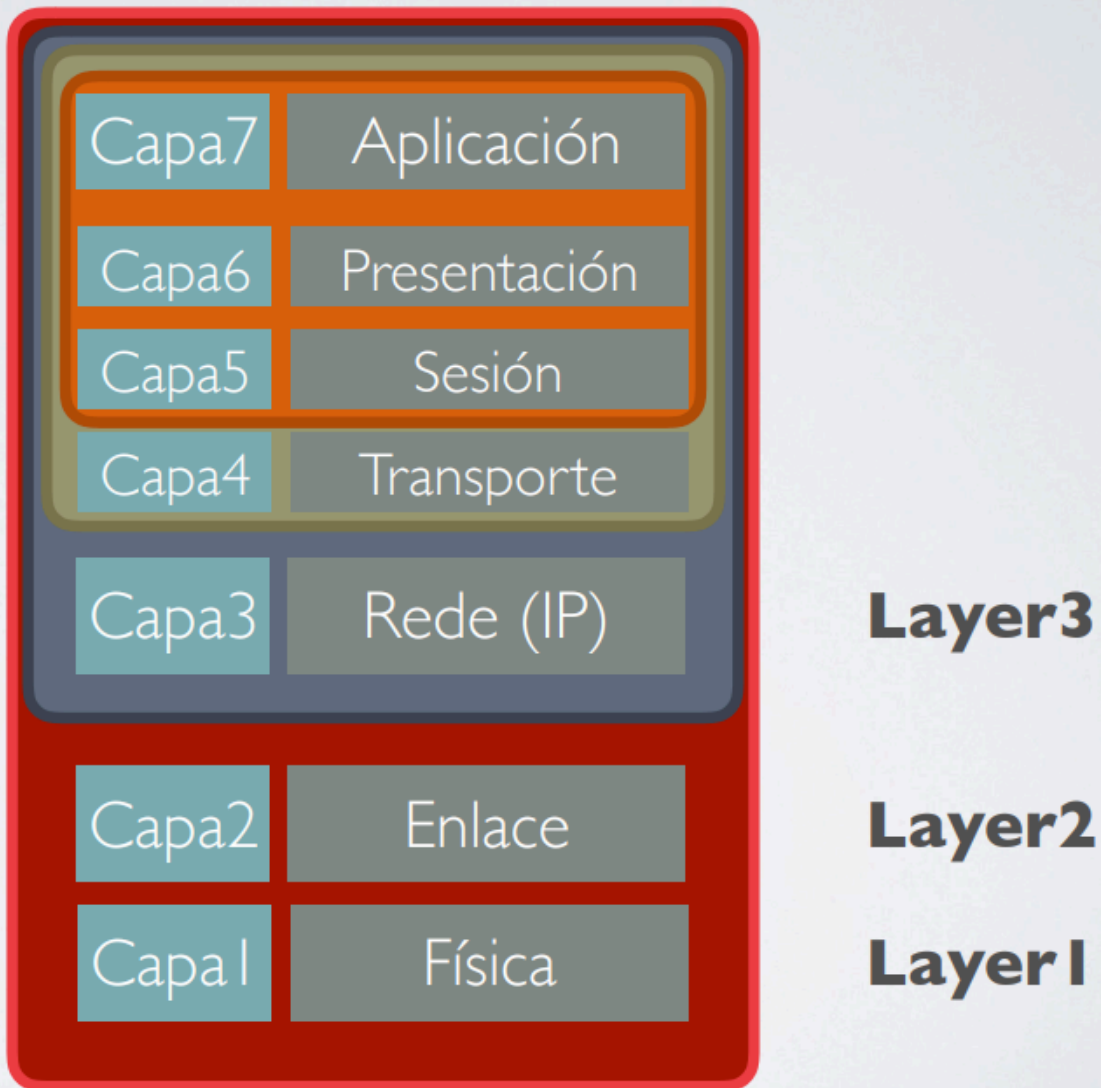 Capa7 Aplicación
Capa6 Presentación
Capa5 Sesión
Capa4 Transporte
Capa3 Rede (IP) Layer3
Capa2 Enlace Layer2
Capa1 Física Layer1